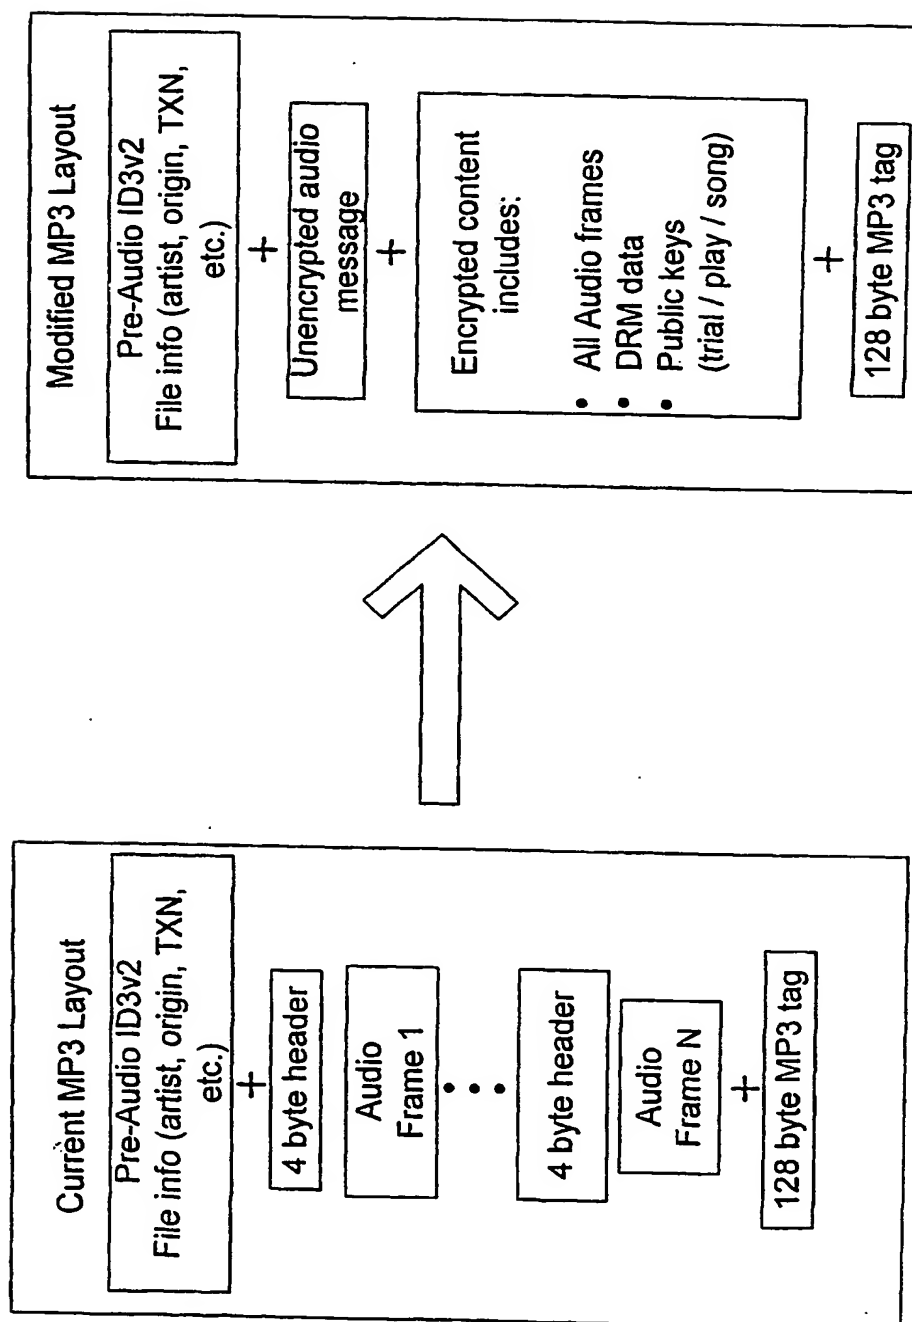 Current MP3 Layout
Pre-Audio ID3v2
File info (artist, origin, TXN,
etc.)
+
4 byte header
Audio
Frame 1
• • •
4 byte header
Audio
Frame N
+
128 byte MP3 tag
Modified MP3 Layout
Pre-Audio ID3v2
File info (artist, origin, TXN,
etc.)
+
Unencrypted audio
message
+
Encrypted content
includes:
• All Audio frames
• DRM data
• Public keys
(trial / play / song)
+
128 byte MP3 tag